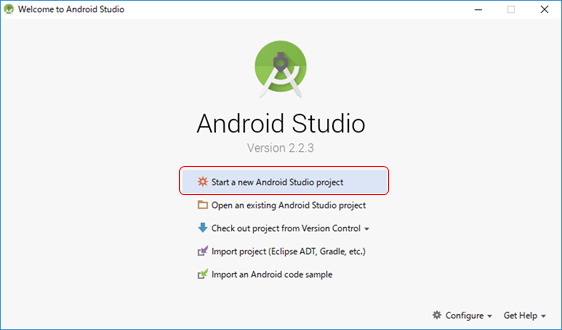 Welcome to Android Studio
Android Studio
Version 2.2.3
Start a new Android Studio project
Open an existing Android Studio project
Check out project from Version Control
Import project (Eclipse ADT, Gradle, etc.)
Import an Android code sample
Configure Get Help